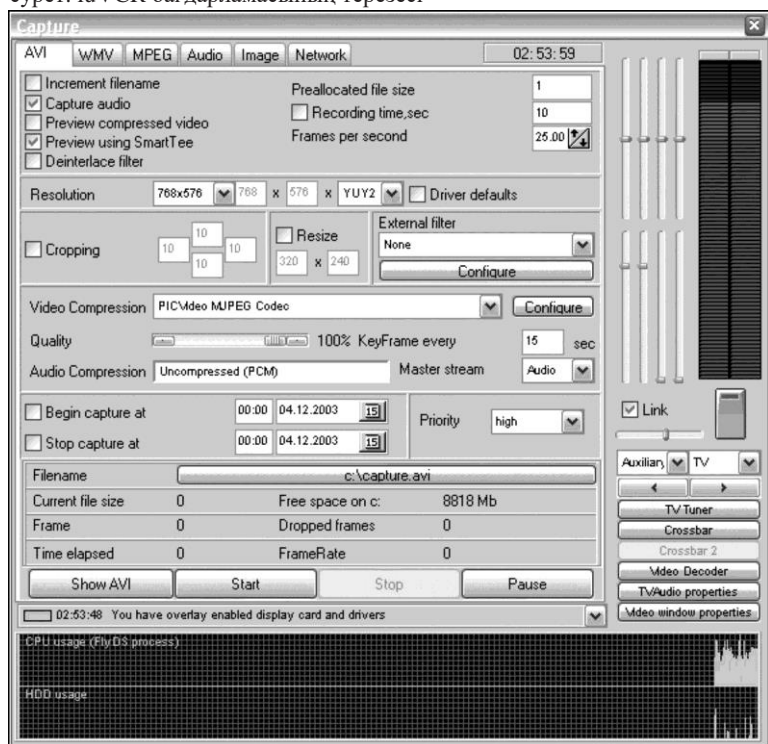 Capture
AVI WMV MPEG Audio Image Network 02:53:59
Increment filename
Capture audio
Preview compressed video
Preview using SmartTee
Deinterlace filter
Preallocated file size 1
Recording time,sec 10
Frames per second 25.00
Resolution 768x576 768 x 576 x YUY2 Driver defaults
Cropping 10 10 10 10
Resize
320 x 240
External filter
None
Configure
Video Compression PICVideo MJPEG Codec Configure
Quality 100% KeyFrame every 15 sec
Audio Compression Uncompressed (PCM) Master stream Audio
Begin capture at 00:00 04.12.2003 15
Stop capture at 00:00 04.12.2003 15
Priority high
Filename c:\capture.avi
Current file size 0 Free space on c: 8818 Mb
Frame 0 Dropped frames 0
Time elapsed 0 FrameRate 0
Show AVI Start Stop Pause
02:53:48 You have overlay enabled display card and drivers
Link
Auxiliary TV
< >
TV Tuner
Crossbar
Crossbar 2
Video Decoder
TVAudio properties
Video window properties
CPU usage (FlyDS process)
HDD usage